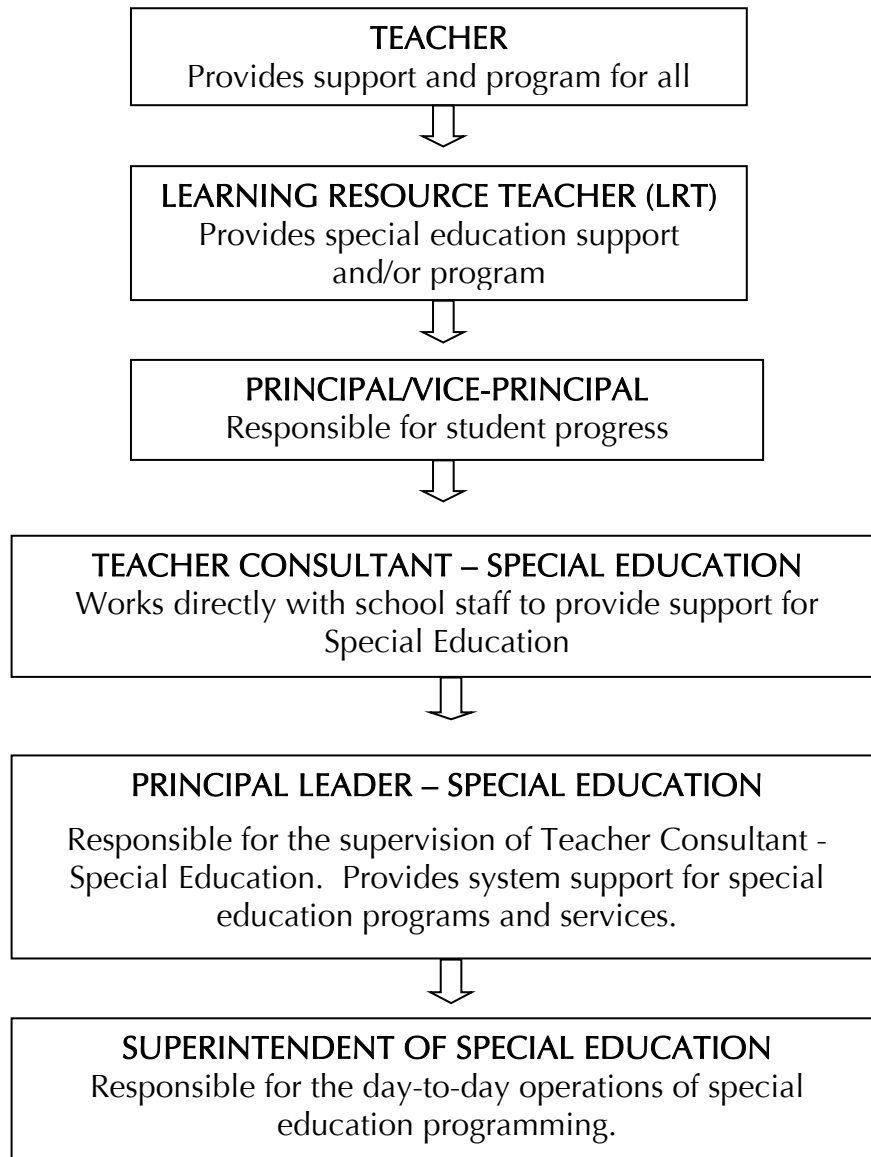 TEACHER
Provides support and program for all
LEARNING RESOURCE TEACHER (LRT)
Provides special education support
and/or program
PRINCIPAL/VICE-PRINCIPAL
Responsible for student progress
TEACHER CONSULTANT – SPECIAL EDUCATION
Works directly with school staff to provide support for
Special Education
PRINCIPAL LEADER – SPECIAL EDUCATION
Responsible for the supervision of Teacher Consultant -
Special Education.  Provides system support for special
education programs and services.
SUPERINTENDENT OF SPECIAL EDUCATION
Responsible for the day-to-day operations of special
education programming.